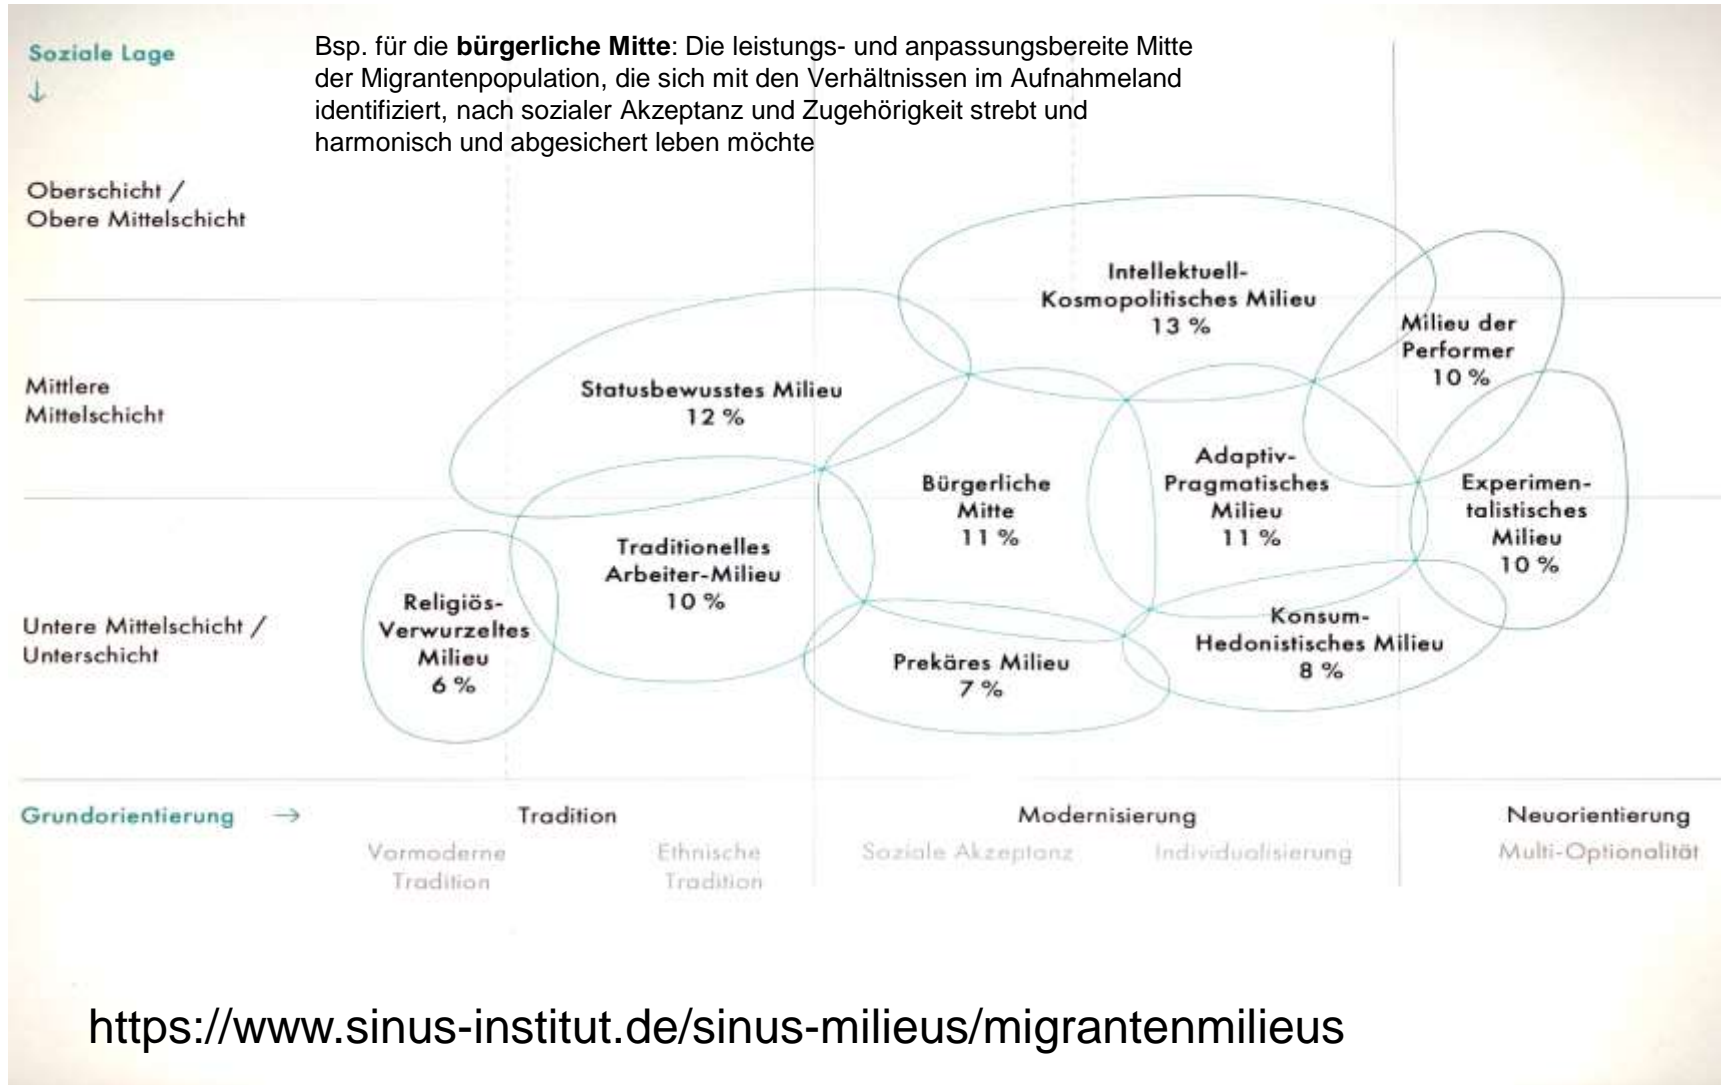 Soziale Lage
↓
Bsp. für die bürgerliche Mitte: Die leistungs- und anpassungsbereite Mitte
der Migrantenpopulation, die sich mit den Verhältnissen im Aufnahmeland
identifiziert, nach sozialer Akzeptanz und Zugehörigkeit strebt und
harmonisch und abgesichert leben möchte
Oberschicht /
Obere Mittelschicht
Mittlere
Mittelschicht
Untere Mittelschicht /
Unterschicht
Intellektuell-
Kosmopolitisches Milieu
13 %
Milieu der
Performer
10 %
Statusbewusstes Milieu
12 %
Bürgerliche
Mitte
11 %
Adaptiv-
Pragmatisches
Milieu
11 %
Experimen-
talistisches
Milieu
10 %
Traditionelles
Arbeiter-Milieu
10 %
Religiös-
Verwurzeltes
Milieu
6 %
Prekäres Milieu
7 %
Konsum-
Hedonistisches Milieu
8 %
Grundorientierung →
Tradition
Modernisierung
Neuorientierung
Vormoderne
Tradition
Ethnische
Tradition
Soziale Akzeptanz
Individualisierung
Multi-Optionalität
https://www.sinus-institut.de/sinus-milieus/migrantenmilieus